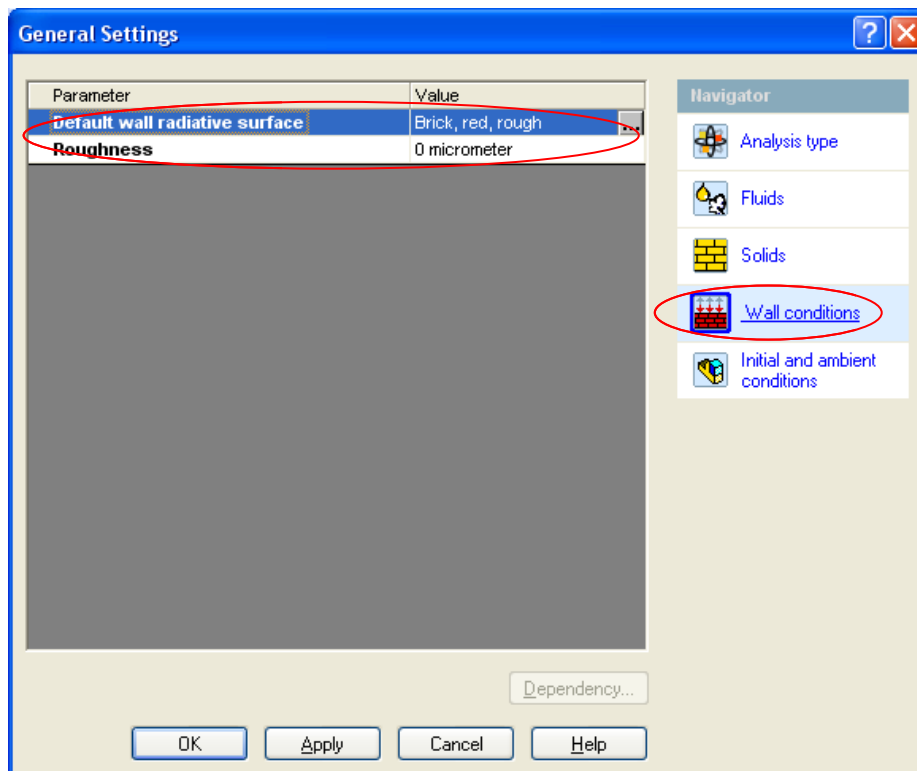 General Settings
Parameter Value
Default wall radiative surface Brick, red, rough ...
Roughness 0 micrometer
Navigator
Analysis type
Fluids
Solids
Wall conditions
Initial and ambient
conditions
Dependency...
OK Apply Cancel Help